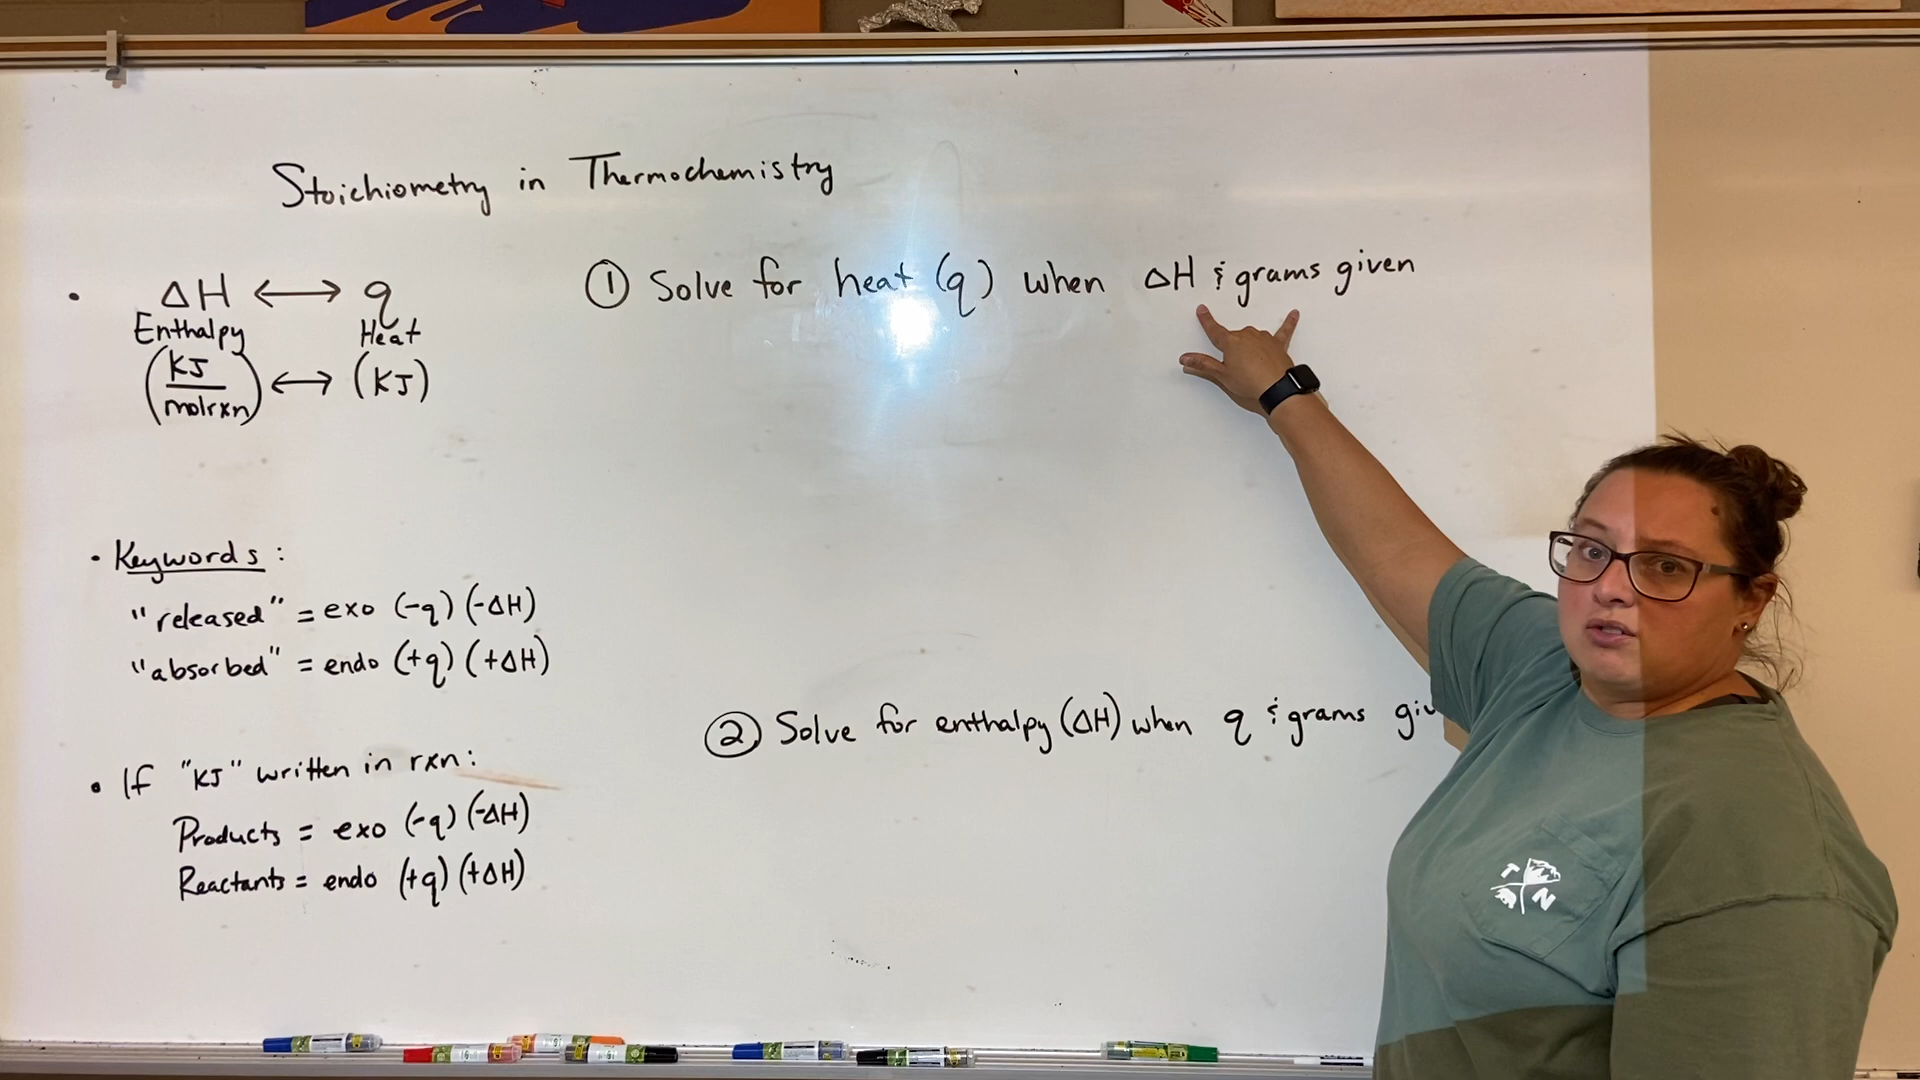 Stoichiometry in Thermochemistry
• ΔH ⟷ q
Enthalpy Heat
(KJ/molrxn) ⟷ (KJ)
• Keywords:
"released" = exo (-q) (-ΔH)
"absorbed" = endo (+q) (+ΔH)
• If "KJ" written in rxn:
Products = exo (-q) (-ΔH)
Reactants = endo (+q) (+ΔH)
① Solve for heat (q) when ΔH & grams given
② Solve for enthalpy (ΔH) when q & grams giv
T N